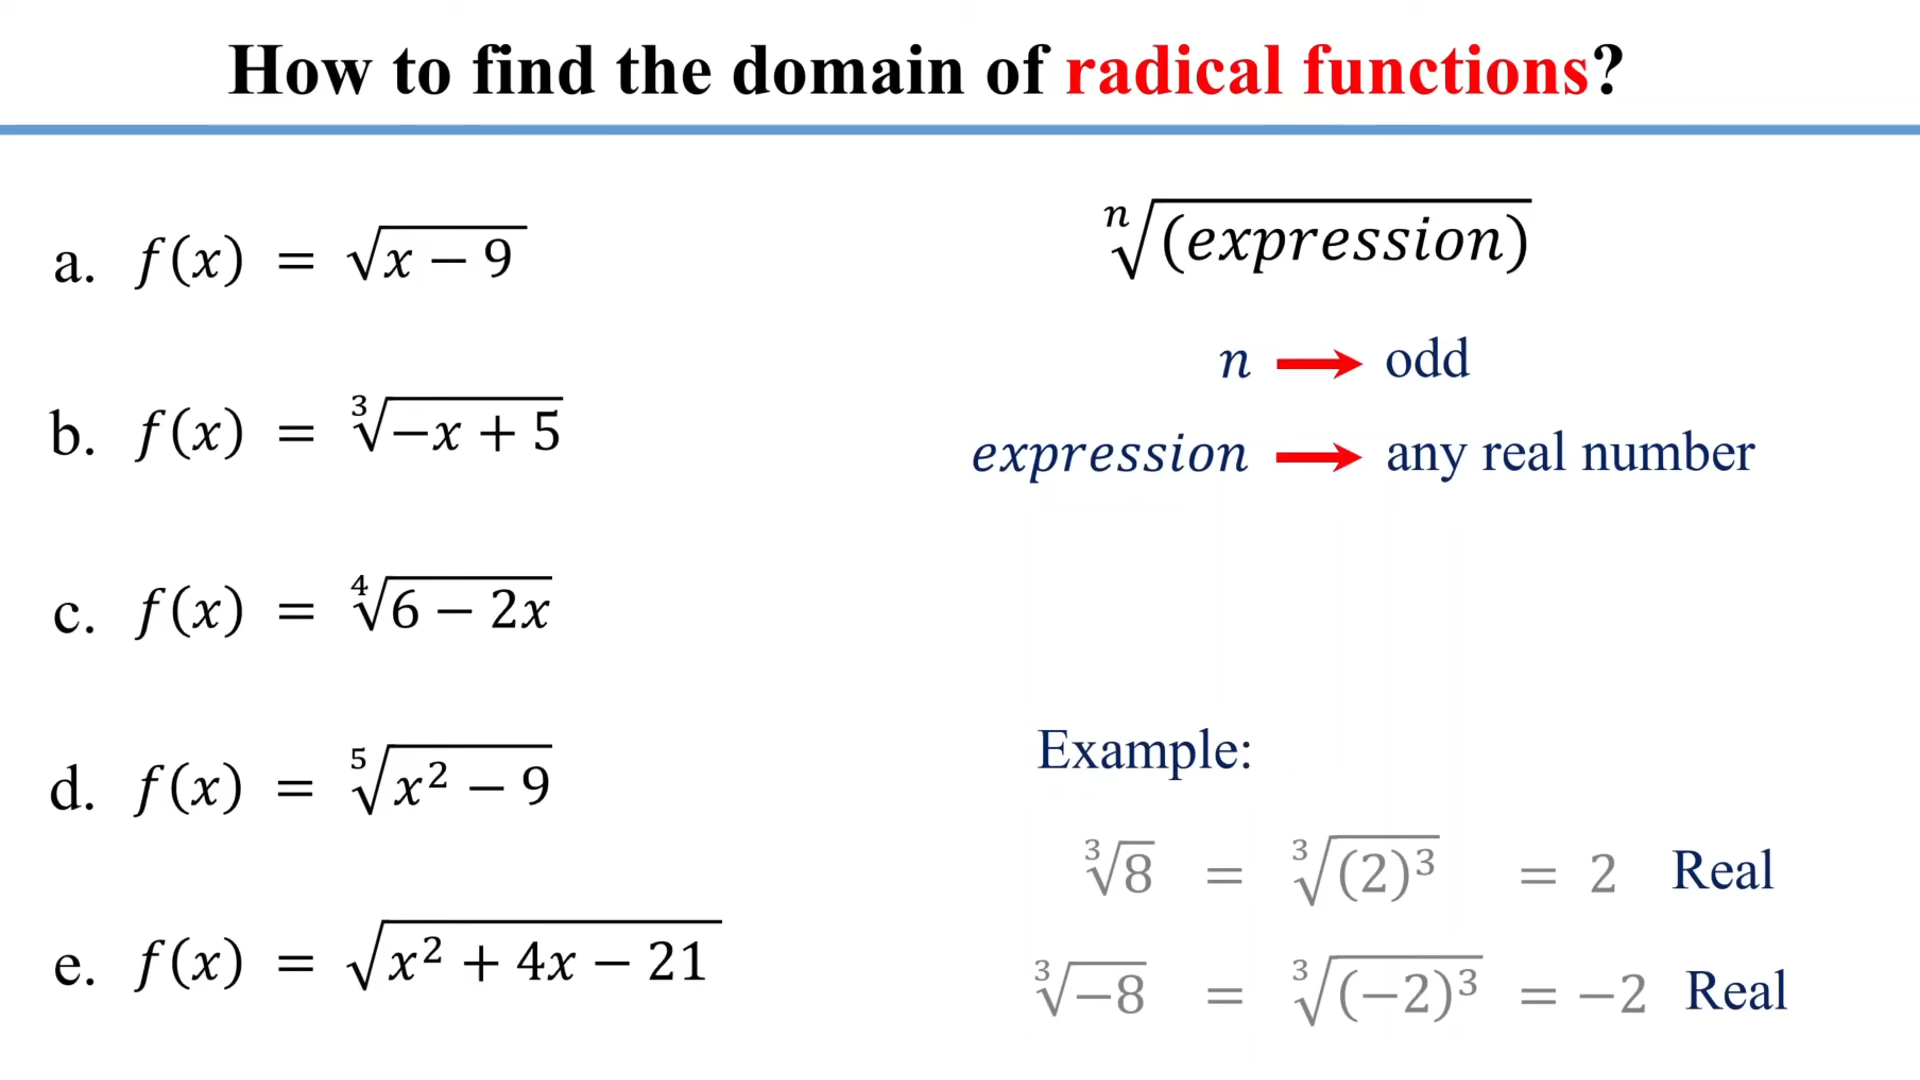 How to find the domain of radical functions?
a. f(x) = √(x − 9)
b. f(x) = ∛(−x + 5)
c. f(x) = ∜(6 − 2x)
d. f(x) = ⁵√(x² − 9)
e. f(x) = √(x² + 4x − 21)
ⁿ√(expression)
n → odd
expression → any real number
Example:
∛8 = ∛(2)³ = 2 Real
∛−8 = ∛(−2)³ = −2 Real